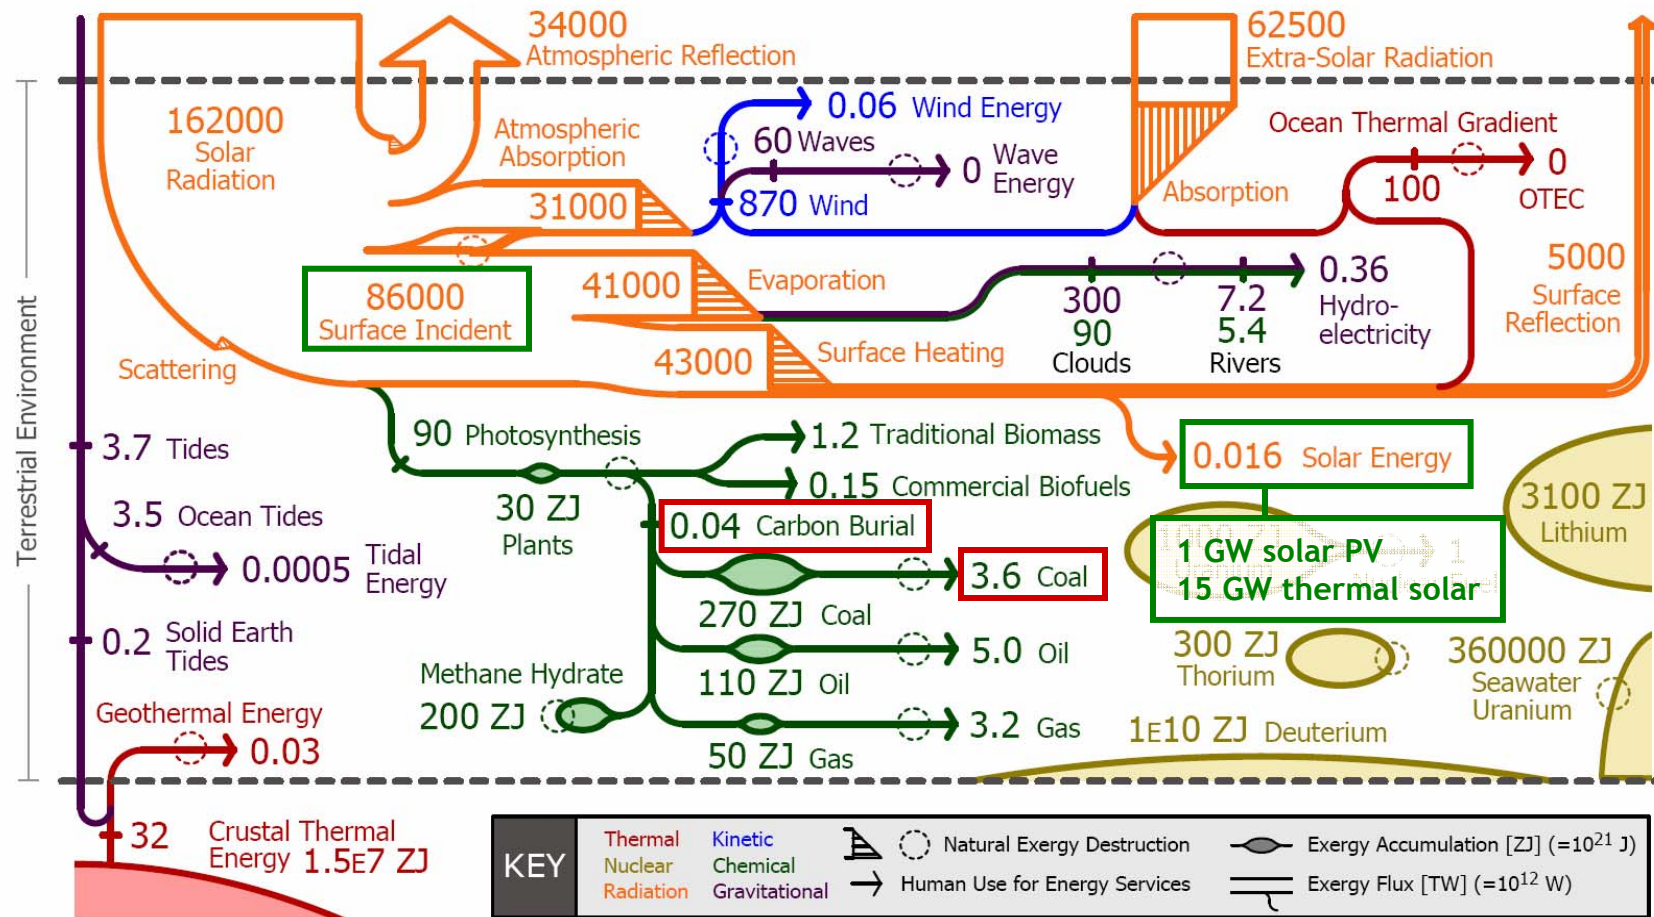 34000
Atmospheric Reflection
62500
Extra-Solar Radiation
162000
Solar
Radiation
Atmospheric
Absorption
31000
0.06 Wind Energy
60 Waves
0 Wave
Energy
870 Wind
Absorption
Ocean Thermal Gradient
100
0
OTEC
86000
Surface Incident
41000
Evaporation
300
90
Clouds
7.2
5.4
Rivers
0.36
Hydro-
electricity
5000
Surface
Reflection
43000
Surface Heating
Scattering
Terrestrial Environment
3.7 Tides
3.5 Ocean Tides
0.0005 Tidal
Energy
0.2 Solid Earth
Tides
90 Photosynthesis
30 ZJ
Plants
1.2 Traditional Biomass
0.15 Commercial Biofuels
0.04 Carbon Burial
3.6 Coal
270 ZJ Coal
5.0 Oil
110 ZJ Oil
Methane Hydrate
200 ZJ
3.2 Gas
50 ZJ Gas
0.016 Solar Energy
1 GW solar PV
15 GW thermal solar
3100 ZJ
Lithium
300 ZJ
Thorium
360000 ZJ
Seawater
Uranium
1E10 ZJ Deuterium
Geothermal Energy
0.03
32 Crustal Thermal
Energy 1.5E7 ZJ
KEY
Thermal Kinetic
Nuclear Chemical
Radiation Gravitational
Natural Exergy Destruction
Human Use for Energy Services
Exergy Accumulation [ZJ] (=10²¹ J)
Exergy Flux [TW] (=10¹² W)